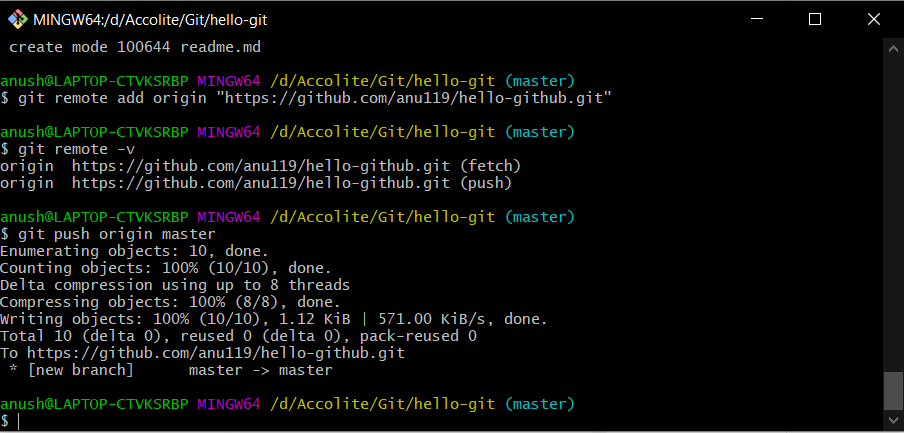 MINGW64:/d/Accolite/Git/hello-git
create mode 100644 readme.md
anush@LAPTOP-CTVKSRBP MINGW64 /d/Accolite/Git/hello-git (master)
$ git remote add origin "https://github.com/anu119/hello-github.git"
anush@LAPTOP-CTVKSRBP MINGW64 /d/Accolite/Git/hello-git (master)
$ git remote -v
origin  https://github.com/anu119/hello-github.git (fetch)
origin  https://github.com/anu119/hello-github.git (push)
anush@LAPTOP-CTVKSRBP MINGW64 /d/Accolite/Git/hello-git (master)
$ git push origin master
Enumerating objects: 10, done.
Counting objects: 100% (10/10), done.
Delta compression using up to 8 threads
Compressing objects: 100% (8/8), done.
Writing objects: 100% (10/10), 1.12 KiB | 571.00 KiB/s, done.
Total 10 (delta 0), reused 0 (delta 0), pack-reused 0
To https://github.com/anu119/hello-github.git
 * [new branch]      master -> master
anush@LAPTOP-CTVKSRBP MINGW64 /d/Accolite/Git/hello-git (master)
$